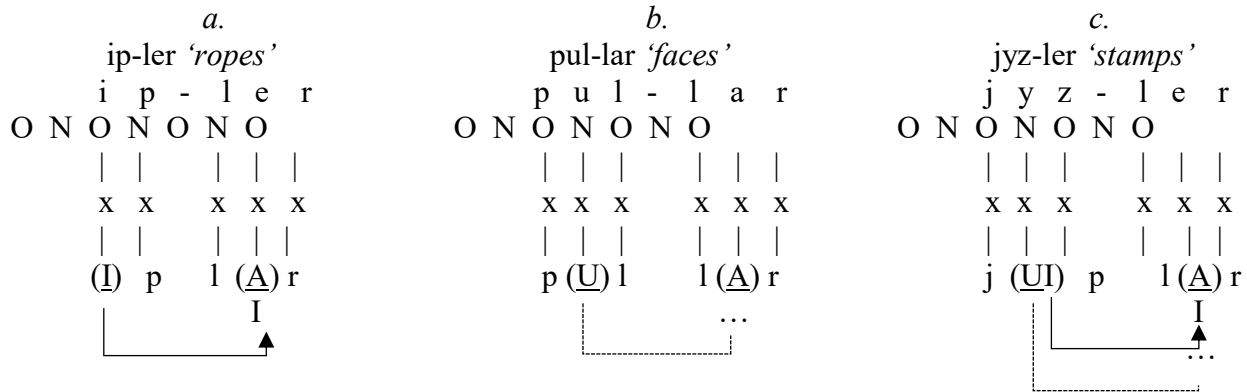 a. b. c.
ip-ler 'ropes' pul-lar 'faces' jyz-ler 'stamps'
i p - l e r p u l - l a r j y z - l e r
O N O N O N O O N O N O N O O N O N O N O
| | | | | | | | | | | | | | | | |
x x x x x x x x x x x x x x x x x
| | | | | | | | | | | | | | | | |
(I) p l (A) r p (U) l l (A) r j (UI) p l (A) r
I … I
…